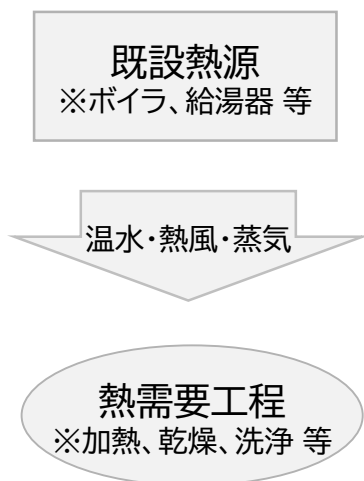 既設熱源
※ボイラ、給湯器 等
温水・熱風・蒸気
熱需要工程
※加熱、乾燥、洗浄 等